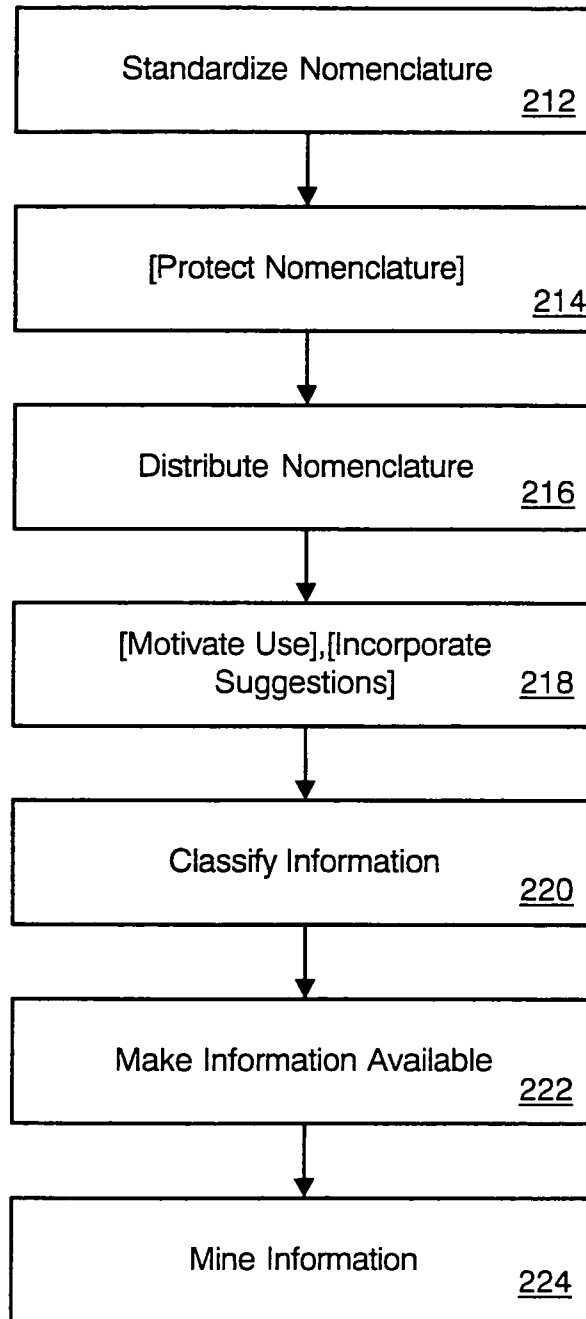 Standardize Nomenclature
212
[Protect Nomenclature]
214
Distribute Nomenclature
216
[Motivate Use],[Incorporate
Suggestions]
218
Classify Information
220
Make Information Available
222
Mine Information
224